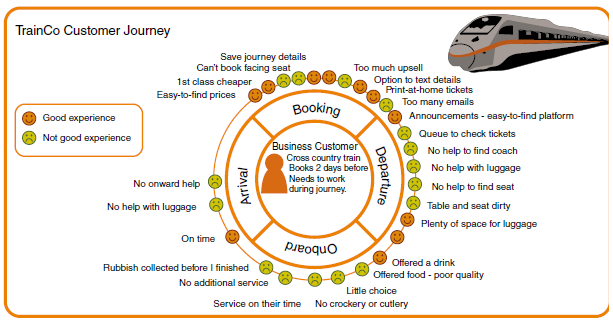 TrainCo Customer Journey
Good experience
Not good experience
Save journey details
Can't book facing seat
1st class cheaper
Easy-to-find prices
Too much upsell
Option to text details
Print-at-home tickets
Too many emails
Announcements - easy-to-find platform
Queue to check tickets
No help to find coach
No help with luggage
No help to find seat
Table and seat dirty
Plenty of space for luggage
Offered a drink
Offered food - poor quality
Little choice
No crockery or cutlery
Service on their time
No additional service
Rubbish collected before I finished
On time
No help with luggage
No onward help
Booking
Departure
Onboard
Arrival
Business Customer
Cross country train
Books 2 days before
Needs to work
during journey.